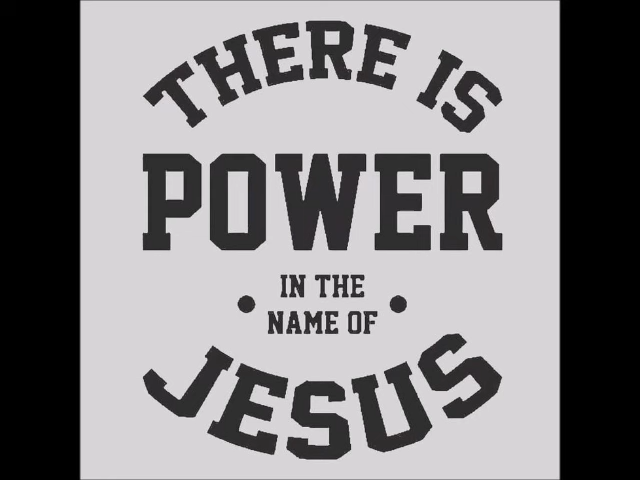 THERE IS
POWER
IN THE
NAME OF
JESUS